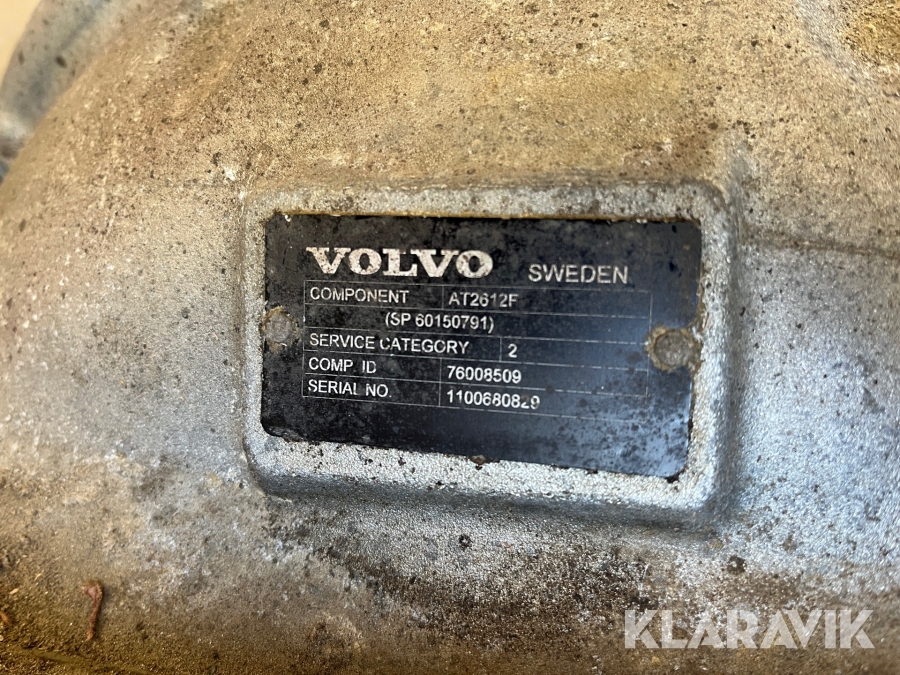 VOLVO SWEDEN
COMPONENT AT2612F
(SP 60150791)
SERVICE CATEGORY 2
COMP. ID 76008509
SERIAL NO. 1100680829
KLARAVIK